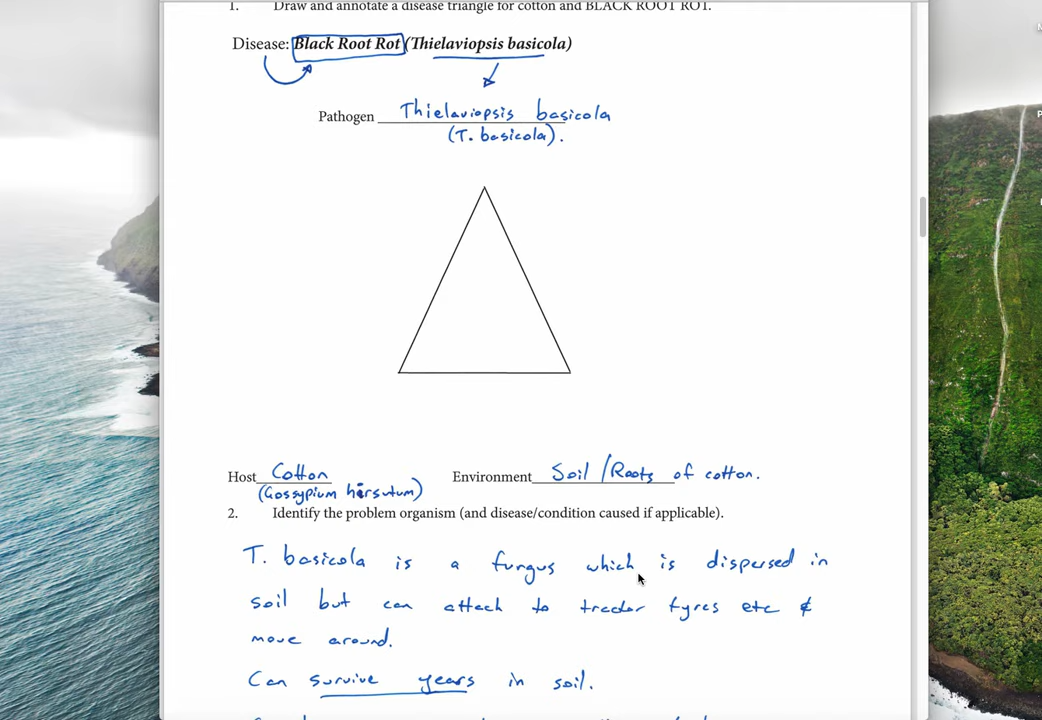 1. Draw and annotate a disease triangle for cotton and BLACK ROOT ROT.
Disease: Black Root Rot (Thielaviopsis basicola)
Pathogen Thielaviopsis basicola
(T. basicola).
Host Cotton Environment Soil / Roots of cotton.
(Gossypium hirsutum)
2. Identify the problem organism (and disease/condition caused if applicable).
T. basicola is a fungus which is dispersed in
soil but can attach to tractor tyres etc &
move around.
Can survive years in soil.